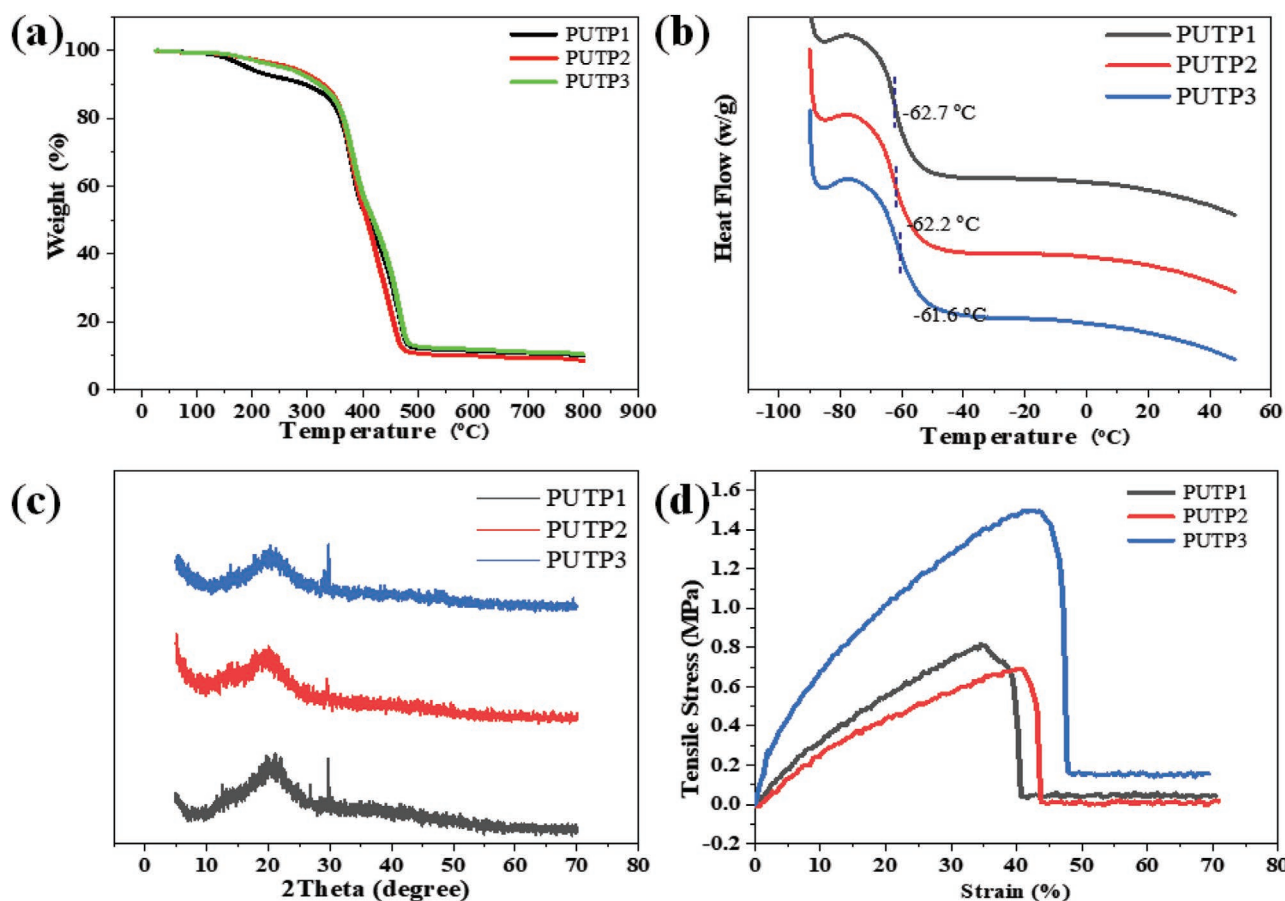 (a)
100
80
60
40
20
0
Weight (%)
PUTP1
PUTP2
PUTP3
0 100 200 300 400 500 600 700 800 900
Temperature (°C)
(b)
Heat Flow (w/g)
PUTP1
PUTP2
PUTP3
-62.7 °C
-62.2 °C
-61.6 °C
-100 -80 -60 -40 -20 0 20 40 60
Temperature (°C)
(c)
PUTP1
PUTP2
PUTP3
0 10 20 30 40 50 60 70 80
2Theta (degree)
(d)
1.6
1.4
1.2
1.0
0.8
0.6
0.4
0.2
0.0
-0.2
Tensile Stress (MPa)
PUTP1
PUTP2
PUTP3
0 10 20 30 40 50 60 70 80
Strain (%)